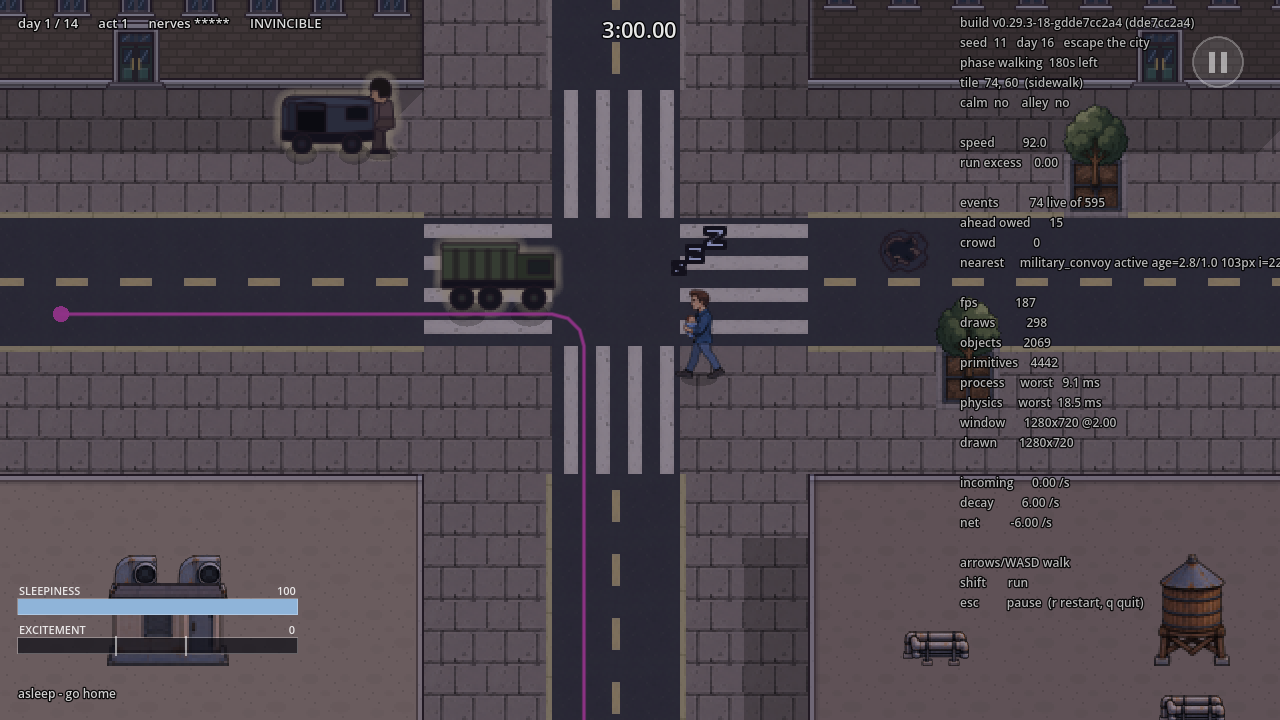 day 1 / 14 act 1 nerves ***** INVINCIBLE
3:00.00
build v0.29.3-18-gdde7cc2a4 (dde7cc2a4)
seed 11 day 16 escape the city
phase walking 180s left
tile 74, 60 (sidewalk)
calm no alley no
speed 92.0
run excess 0.00
events 74 live of 595
ahead owed 15
crowd 0
nearest military_convoy active age=2.8/1.0 103px i=22
z z z
fps 187
draws 298
objects 2069
primitives 4442
process worst 9.1 ms
physics worst 18.5 ms
window 1280x720 @2.00
drawn 1280x720
incoming 0.00 /s
decay 6.00 /s
net -6.00 /s
arrows/WASD walk
shift run
esc pause (r restart, q quit)
SLEEPINESS 100
EXCITEMENT 0
asleep - go home